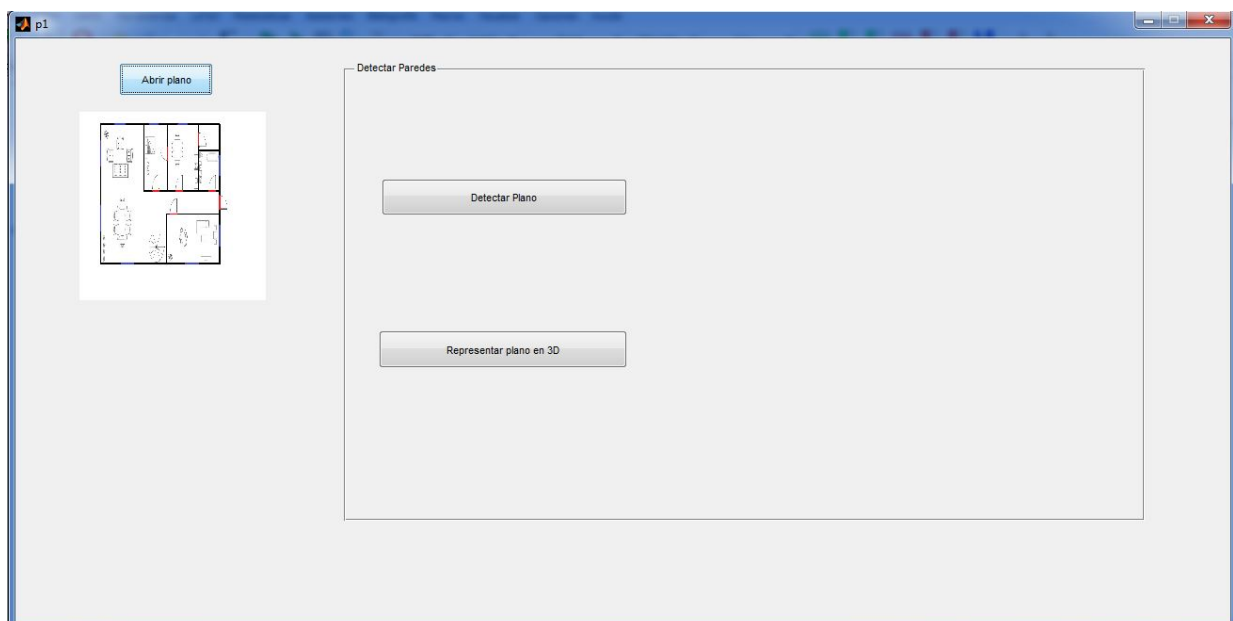 p1
Abrir plano
Detectar Paredes
Detectar Plano
Representar plano en 3D